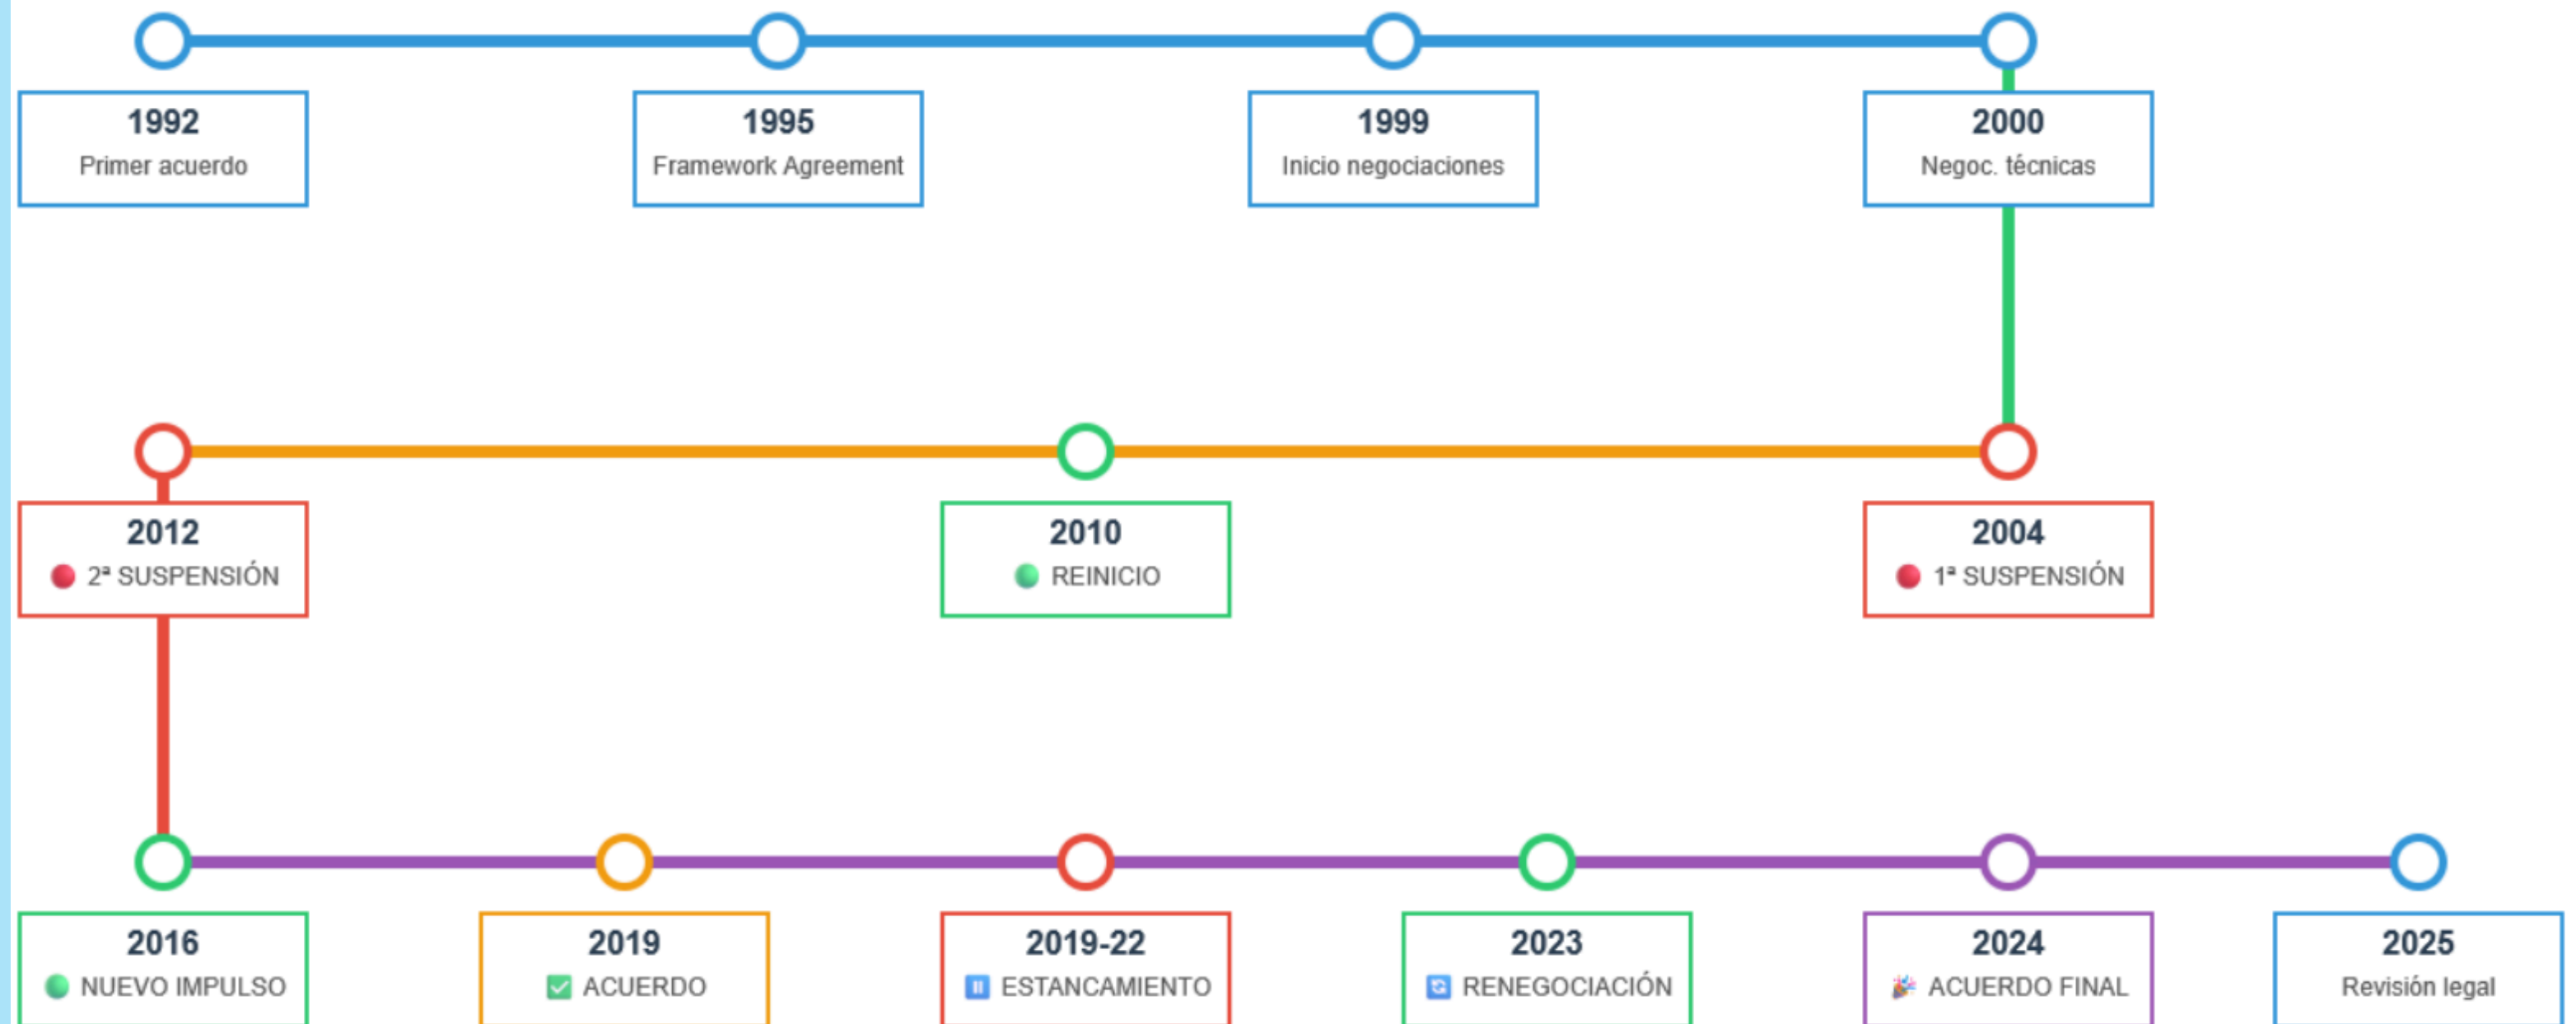 1992
Primer acuerdo
1995
Framework Agreement
1999
Inicio negociaciones
2000
Negoc. técnicas
2012
2ª SUSPENSIÓN
2010
REINICIO
2004
1ª SUSPENSIÓN
2016
NUEVO IMPULSO
2019
ACUERDO
2019-22
ESTANCAMIENTO
2023
RENEGOCIACIÓN
2024
ACUERDO FINAL
2025
Revisión legal